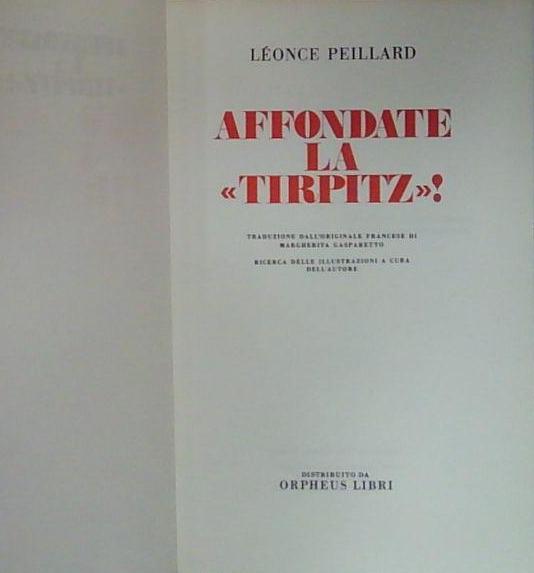 LÉONCE PEILLARD
AFFONDATE
LA
«TIRPITZ»!
TRADUZIONE DALL'ORIGINALE FRANCESE DI
MARGHERITA GASPARETTO
RICERCA DELLE ILLUSTRAZIONI A CURA
DELL'AUTORE
DISTRIBUITO DA
ORPHEUS LIBRI